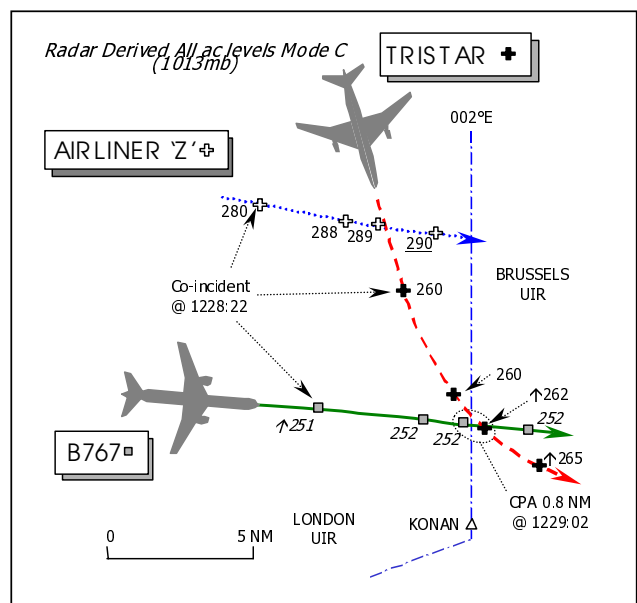 Radar Derived All ac levels Mode C
(1013mb)
TRISTAR
002ºE
AIRLINER ‘Z’
280
288
289
290
BRUSSELS
UIR
Co-incident
@ 1228:22
260
260
↑262
↑251
252
252
252
B767
↑265
CPA 0.8 NM
@ 1229:02
LONDON
UIR
KONAN
0
5 NM